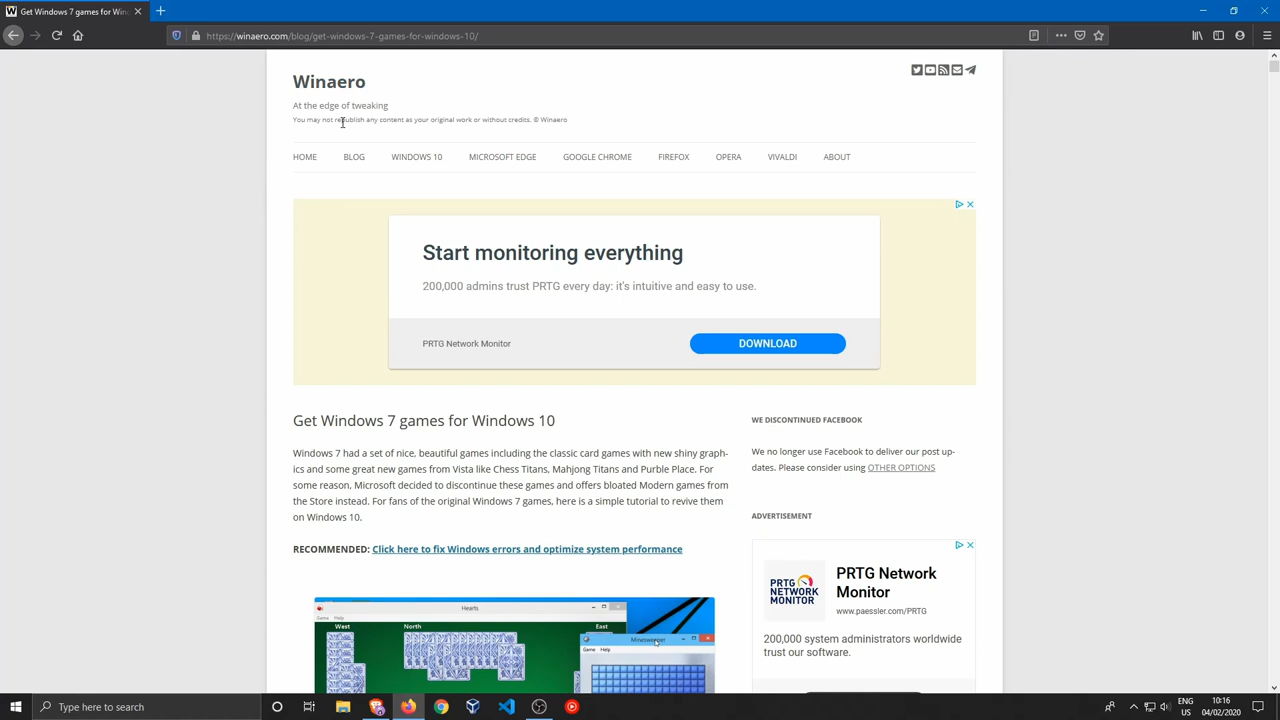 Get Windows 7 games for Win
https://winaero.com/blog/get-windows-7-games-for-windows-10/
Winaero
At the edge of tweaking
You may not republish any content as your original work or without credits. © Winaero
HOME
BLOG
WINDOWS 10
MICROSOFT EDGE
GOOGLE CHROME
FIREFOX
OPERA
VIVALDI
ABOUT
Start monitoring everything
200,000 admins trust PRTG every day: it's intuitive and easy to use.
PRTG Network Monitor
DOWNLOAD
Get Windows 7 games for Windows 10
Windows 7 had a set of nice, beautiful games including the classic card games with new shiny graph-
ics and some great new games from Vista like Chess Titans, Mahjong Titans and Purble Place. For
some reason, Microsoft decided to discontinue these games and offers bloated Modern games from
the Store instead. For fans of the original Windows 7 games, here is a simple tutorial to revive them
on Windows 10.
RECOMMENDED: Click here to fix Windows errors and optimize system performance
Hearts
Game Help
West
North
East
Minesweeper
Game Help
WE DISCONTINUED FACEBOOK
We no longer use Facebook to deliver our post up-
dates. Please consider using OTHER OPTIONS
ADVERTISEMENT
PRTG NETWORK MONITOR
PRTG Network
Monitor
www.paessler.com/PRTG
200,000 system administrators worldwide
trust our software.
Type here to search
ENG
US
10:16
04/02/2020